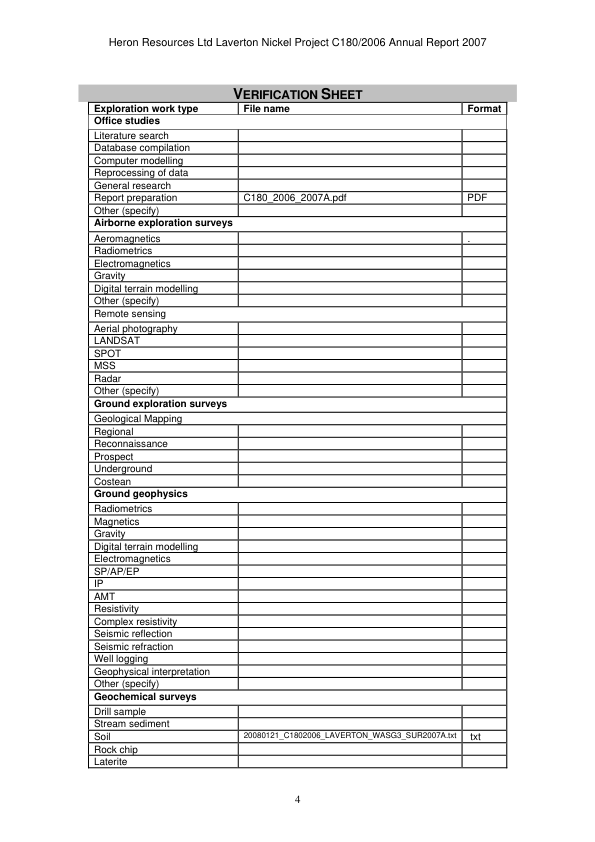 Heron Resources Ltd Laverton Nickel Project C180/2006 Annual Report 2007
VERIFICATION SHEET
Exploration work type File name Format
Office studies
Literature search
Database compilation
Computer modelling
Reprocessing of data
General research
Report preparation C180_2006_2007A.pdf PDF
Other (specify)
Airborne exploration surveys
Aeromagnetics .
Radiometrics
Electromagnetics
Gravity
Digital terrain modelling
Other (specify)
Remote sensing
Aerial photography
LANDSAT
SPOT
MSS
Radar
Other (specify)
Ground exploration surveys
Geological Mapping
Regional
Reconnaissance
Prospect
Underground
Costean
Ground geophysics
Radiometrics
Magnetics
Gravity
Digital terrain modelling
Electromagnetics
SP/AP/EP
IP
AMT
Resistivity
Complex resistivity
Seismic reflection
Seismic refraction
Well logging
Geophysical interpretation
Other (specify)
Geochemical surveys
Drill sample
Stream sediment
Soil 20080121_C1802006_LAVERTON_WASG3_SUR2007A.txt txt
Rock chip
Laterite
4